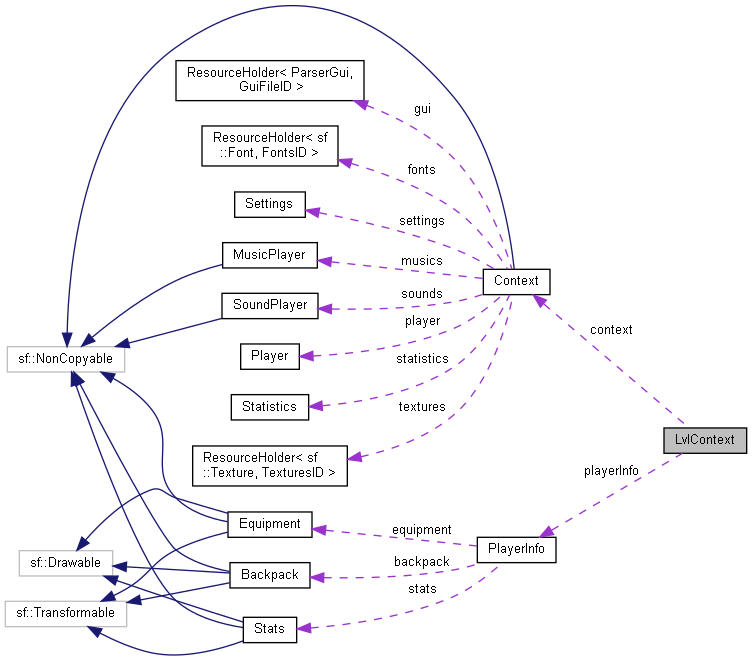 ResourceHolder< ParserGui,
GuiFileID >
gui
ResourceHolder< sf
::Font, FontsID >
fonts
Settings
settings
MusicPlayer
musics
Context
SoundPlayer
sounds
player
context
sf::NonCopyable
Player
statistics
Statistics
textures
LvlContext
ResourceHolder< sf
::Texture, TexturesID >
playerInfo
Equipment
equipment
PlayerInfo
sf::Drawable
backpack
Backpack
stats
sf::Transformable
Stats